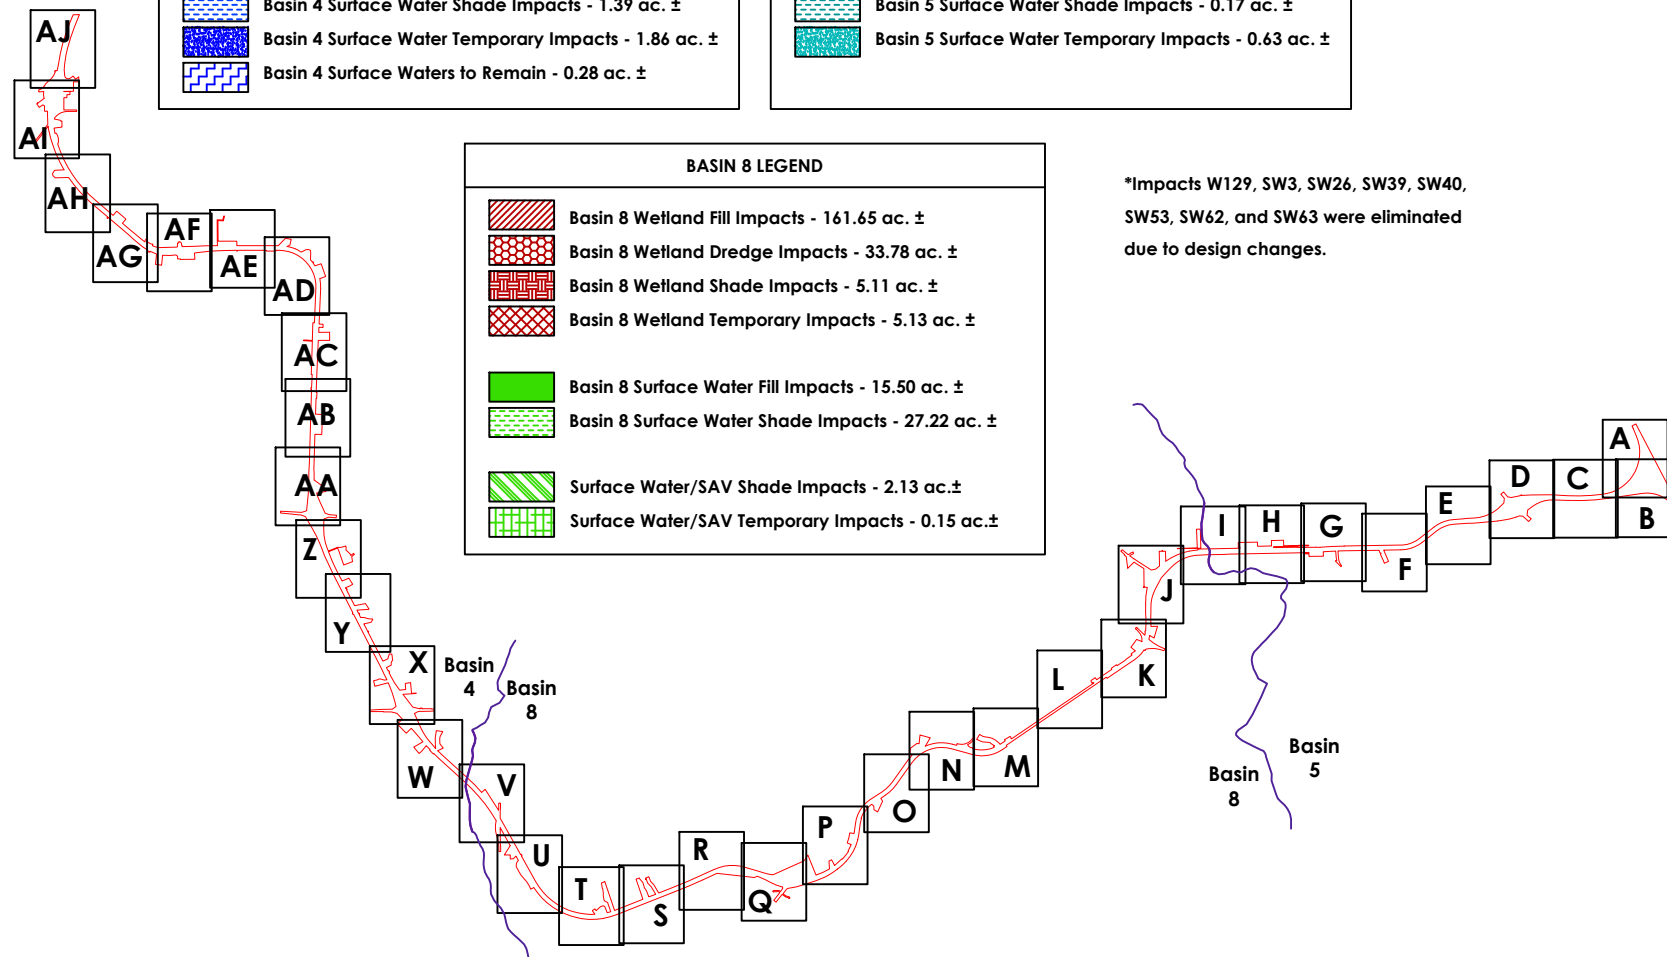 Basin 4 Surface Water Shade Impacts - 1.39 ac. ±
Basin 4 Surface Water Temporary Impacts - 1.86 ac. ±
Basin 4 Surface Waters to Remain - 0.28 ac. ±
Basin 5 Surface Water Shade Impacts - 0.17 ac. ±
Basin 5 Surface Water Temporary Impacts - 0.63 ac. ±
BASIN 8 LEGEND
Basin 8 Wetland Fill Impacts - 161.65 ac. ±
Basin 8 Wetland Dredge Impacts - 33.78 ac. ±
Basin 8 Wetland Shade Impacts - 5.11 ac. ±
Basin 8 Wetland Temporary Impacts - 5.13 ac. ±
Basin 8 Surface Water Fill Impacts - 15.50 ac. ±
Basin 8 Surface Water Shade Impacts - 27.22 ac. ±
Surface Water/SAV Shade Impacts - 2.13 ac.±
Surface Water/SAV Temporary Impacts - 0.15 ac.±
*Impacts W129, SW3, SW26, SW39, SW40,
SW53, SW62, and SW63 were eliminated
due to design changes.
AJ
AI
AH
AG
AF
AE
AD
AC
AB
AA
Z
Y
X
W
V
U
T
S
R
Q
P
O
N
M
L
K
J
I
H
G
F
E
D
C
B
A
Basin
4
Basin
8
Basin
8
Basin
5